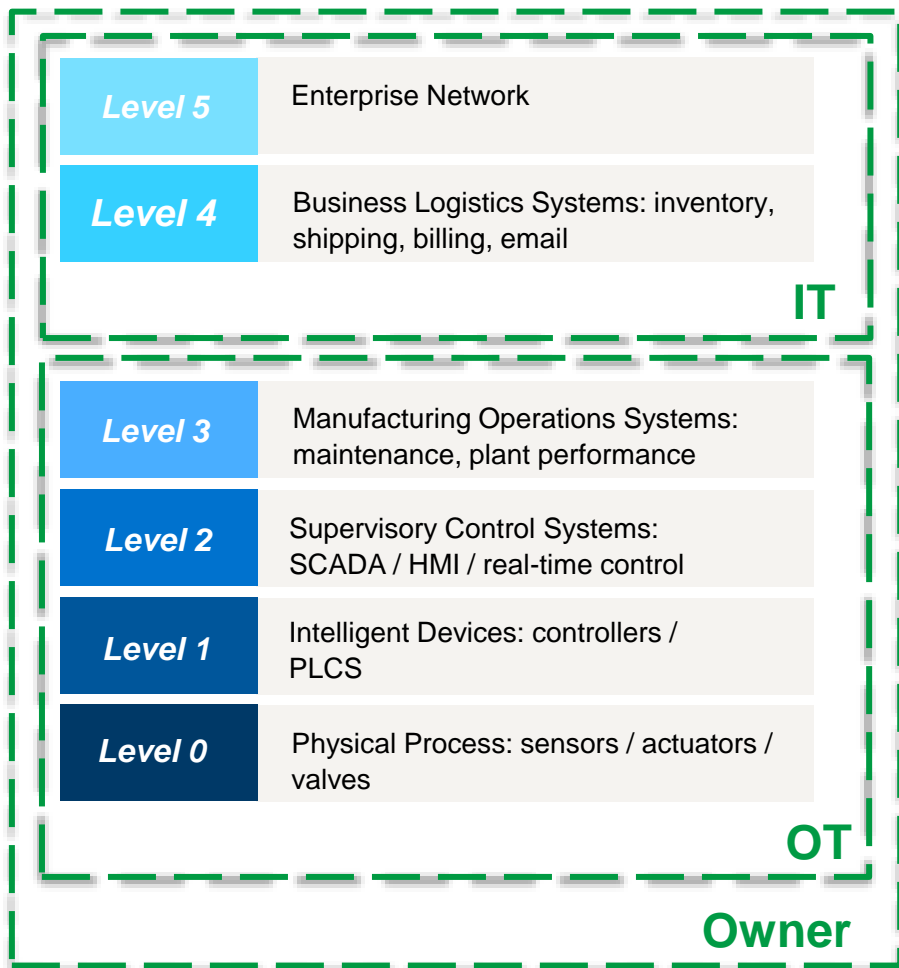 Level 5
Enterprise Network
Level 4
Business Logistics Systems: inventory,
shipping, billing, email
IT
Level 3
Manufacturing Operations Systems:
maintenance, plant performance
Level 2
Supervisory Control Systems:
SCADA / HMI / real-time control
Level 1
Intelligent Devices: controllers /
PLCS
Level 0
Physical Process: sensors / actuators /
valves
OT
Owner